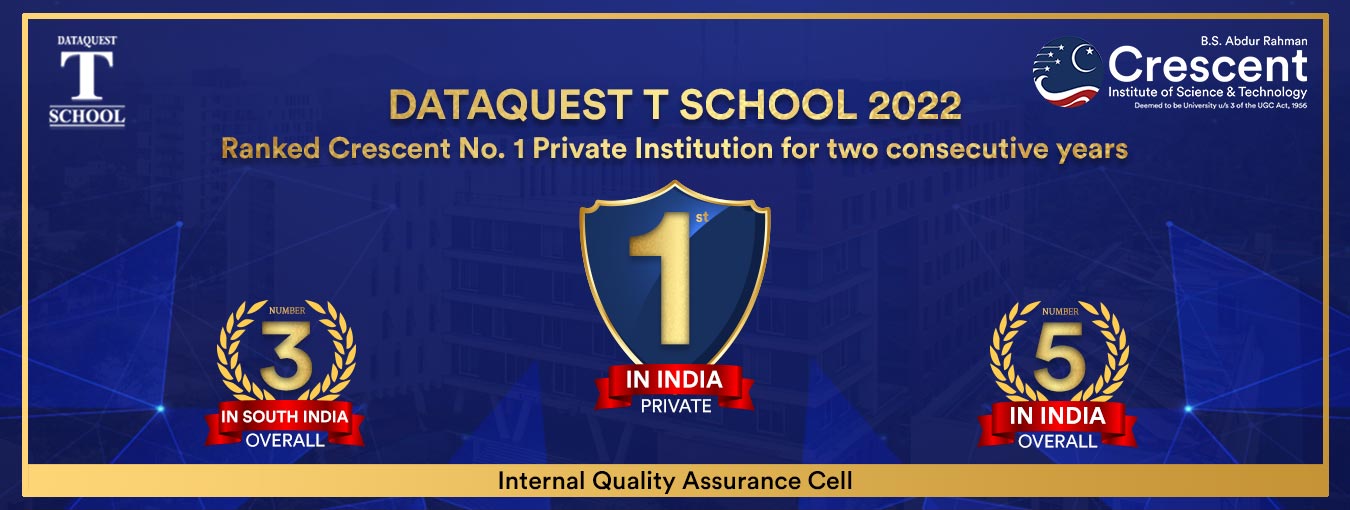 DATAQUEST
T
SCHOOL
B.S. Abdur Rahman
Crescent
Institute of Science & Technology
Deemed to be University u/s 3 of the UGC Act, 1956
DATAQUEST T SCHOOL 2022
Ranked Crescent No. 1 Private Institution for two consecutive years
1st
IN INDIA
PRIVATE
NUMBER
3
IN SOUTH INDIA
OVERALL
NUMBER
5
IN INDIA
OVERALL
Internal Quality Assurance Cell